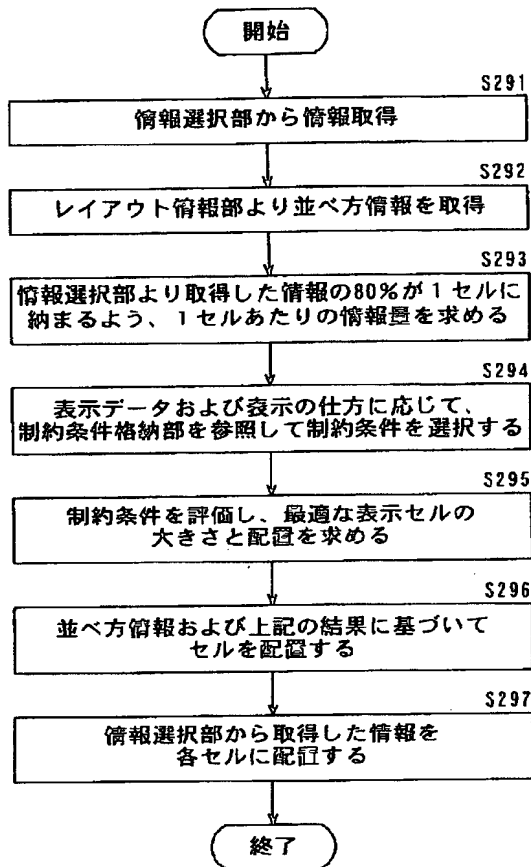 開始
S291
情報選択部から情報取得
S292
レイアウト情報部より並べ方情報を取得
S293
情報選択部より取得した情報の80%が1セルに
納まるよう、1セルあたりの情報量を求める
S294
表示データおよび表示の仕方に応じて、
制約条件格納部を参照して制約条件を選択する
S295
制約条件を評価し、最適な表示セルの
大きさと配置を求める
S296
並べ方情報および上記の結果に基づいて
セルを配置する
S297
情報選択部から取得した情報を
各セルに配置する
終了